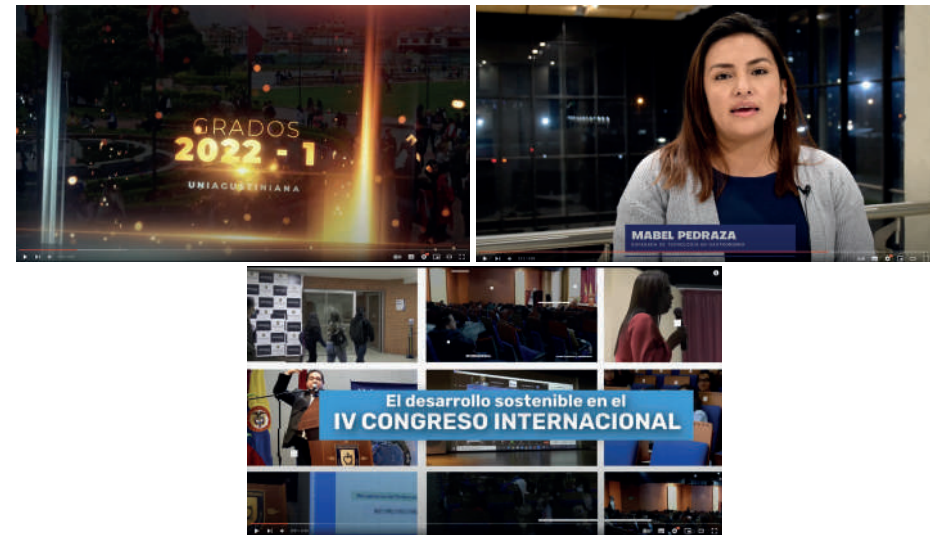 GRADOS
2022 - 1
UNIAGUSTINIANA
MABEL PEDRAZA
El desarrollo sostenible en el
IV CONGRESO INTERNACIONAL